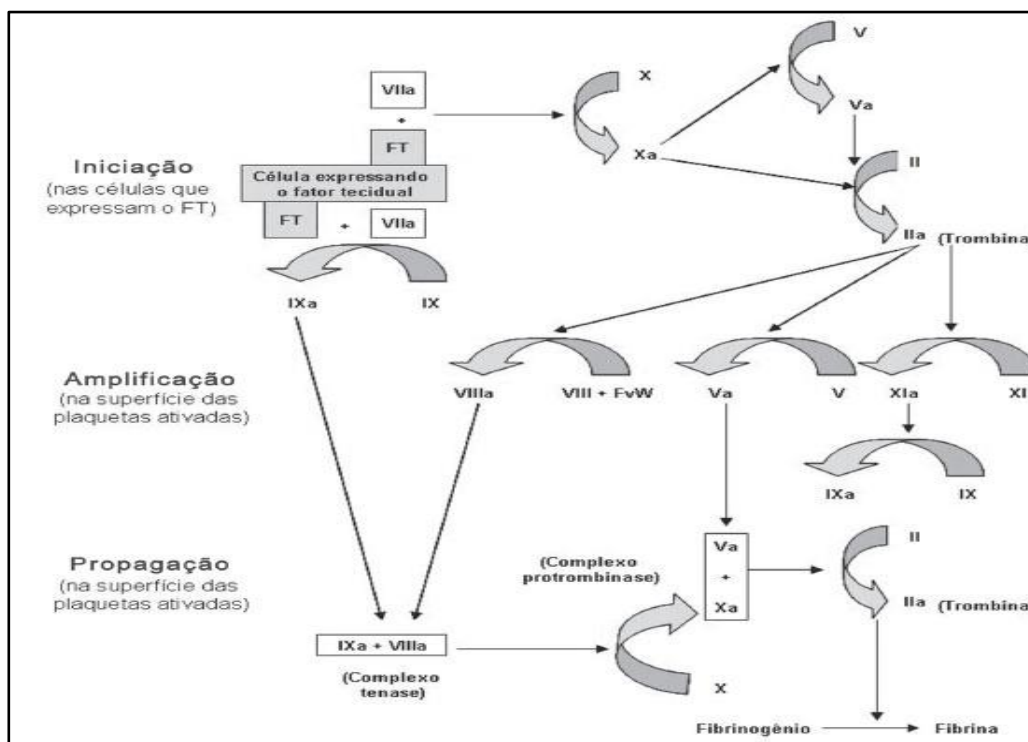 V
VIIa
X
+
Va
FT
Xa
II
Iniciação
(nas células que
expressam o FT)
Célula expressando
o fator tecidual
FT + VIIa
IIa (Trombina
IXa IX
Amplificação
(na superfície das
plaquetas ativadas)
VIIIa VIII + FvW Va V XIa XI
IXa IX
Propagação
(na superfície das
plaquetas ativadas)
(Complexo
protrombinase)
Va
+
Xa
II
IIa (Trombina
IXa + VIIIa
(Complexo
tenase)
X
Fibrinogênio Fibrina